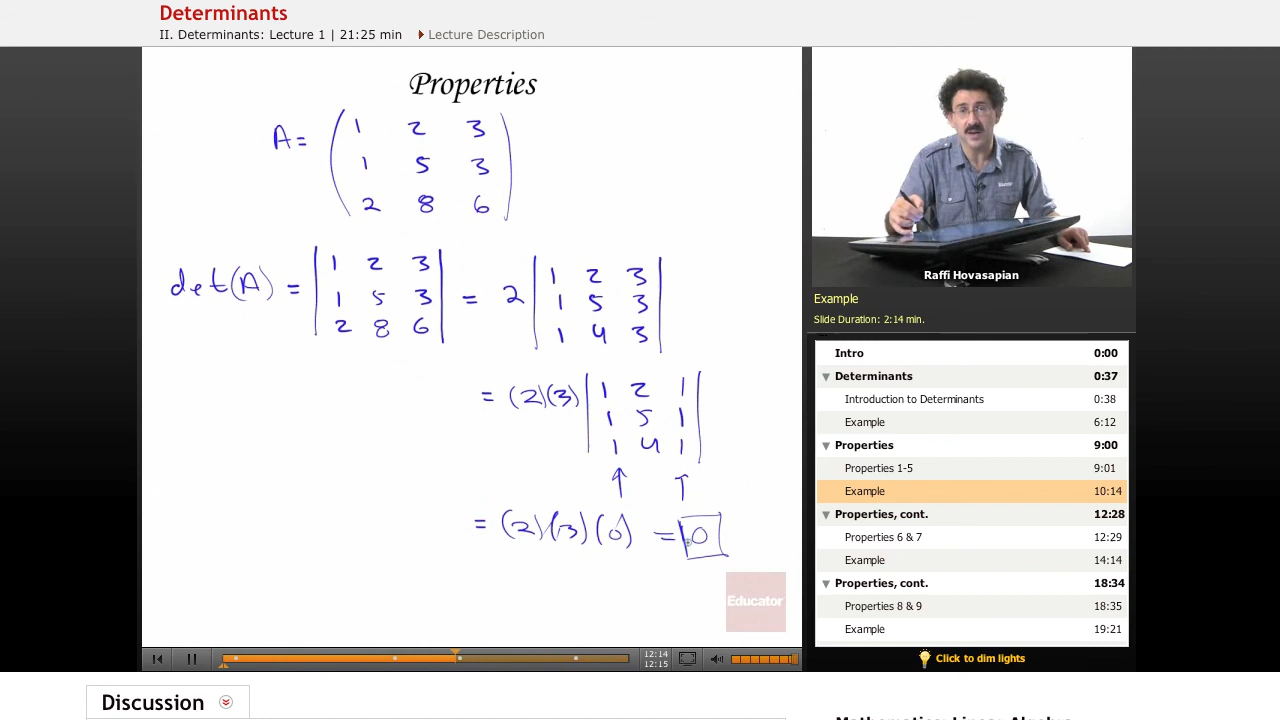 Determinants
II. Determinants: Lecture 1 | 21:25 min Lecture Description
Properties
A = ( 1 2 3
1 5 3
2 8 6 )
det(A) = | 1 2 3 | = 2 | 1 2 3 |
| 1 5 3 | | 1 5 3 |
| 2 8 6 | | 1 4 3 |
= (2)(3) | 1 2 1 |
| 1 5 1 |
| 1 4 1 |
↑ ↑
= (2)(3)(0) = 0
Educator
12:14
12:15
Raffi Hovasapian
Example
Slide Duration: 2:14 min.
Intro 0:00
Determinants 0:37
Introduction to Determinants 0:38
Example 6:12
Properties 9:00
Properties 1-5 9:01
Example 10:14
Properties, cont. 12:28
Properties 6 & 7 12:29
Example 14:14
Properties, cont. 18:34
Properties 8 & 9 18:35
Example 19:21
Click to dim lights
Discussion
Mathematics: Linear Algebra